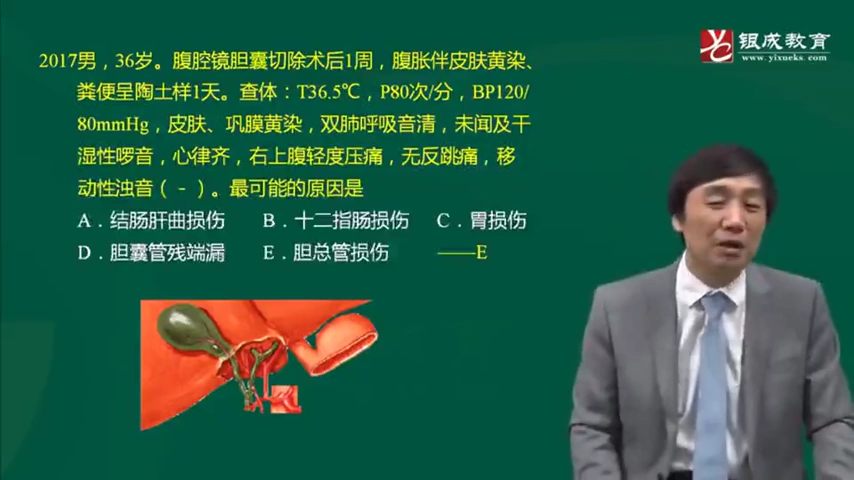 银成教育
www.yixueks.com
2017男，36岁。腹腔镜胆囊切除术后1周，腹胀伴皮肤黄染、
粪便呈陶土样1天。查体：T36.5℃，P80次/分，BP120/
80mmHg，皮肤、巩膜黄染，双肺呼吸音清，未闻及干
湿性啰音，心律齐，右上腹轻度压痛，无反跳痛，移
动性浊音（-）。最可能的原因是
A．结肠肝曲损伤 B．十二指肠损伤 C．胃损伤
D．胆囊管残端漏 E．胆总管损伤 ——E